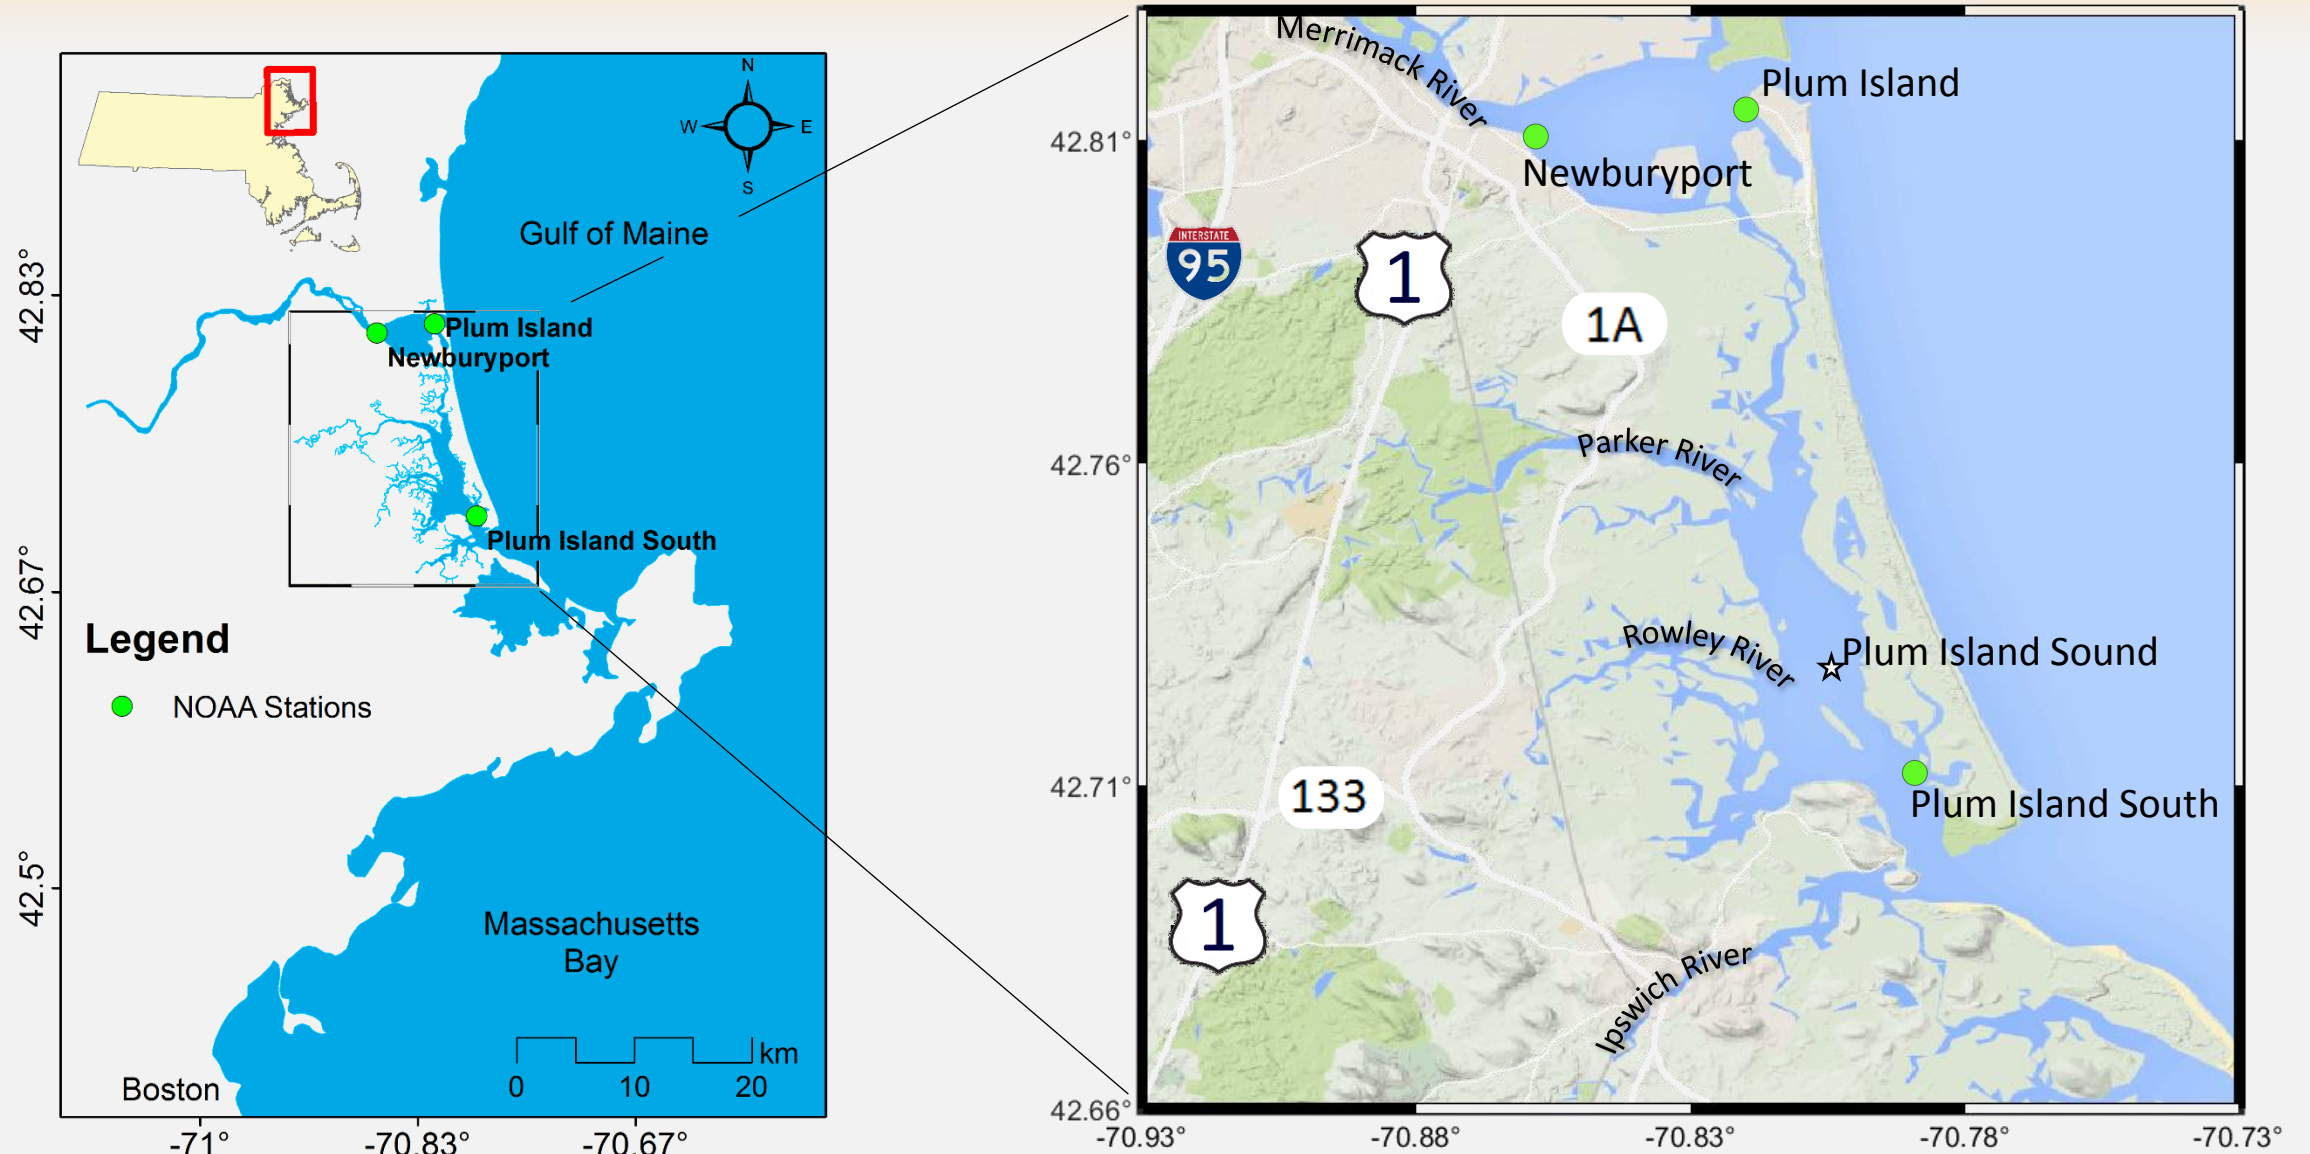 N
W
E
S
Gulf of Maine
Plum Island
Newburyport
Plum Island South
Legend
NOAA Stations
Massachusetts
Bay
Boston
km
0
10
20
42.83°
42.67°
42.5°
-71°
-70.83°
-70.67°
Merrimack River
Plum Island
Newburyport
INTERSTATE
95
1
1A
Parker River
Rowley River
Plum Island Sound
Plum Island South
133
1
Ipswich River
42.81°
42.76°
42.71°
42.66°
-70.93°
-70.88°
-70.83°
-70.78°
-70.73°